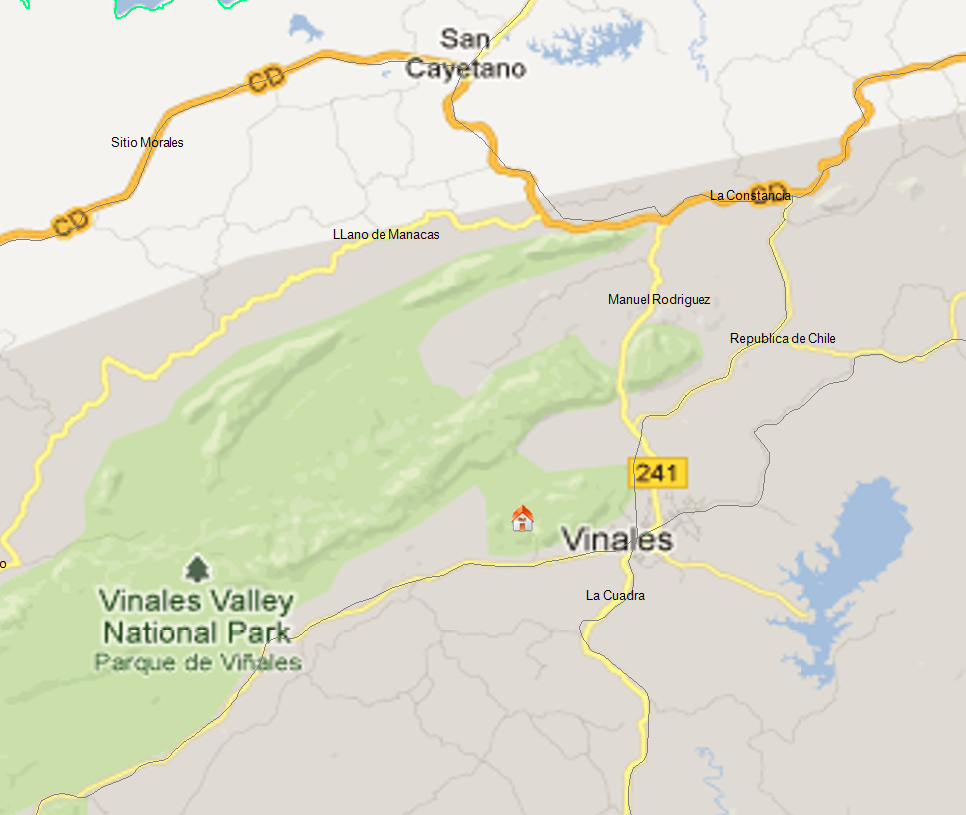 San
Cayetano
CD
Sitio Morales
La Constancia
CD
CD
LLano de Manacas
Manuel Rodriguez
Republica de Chile
241
Vinales
o
La Cuadra
Vinales Valley
National Park
Parque de Viñales